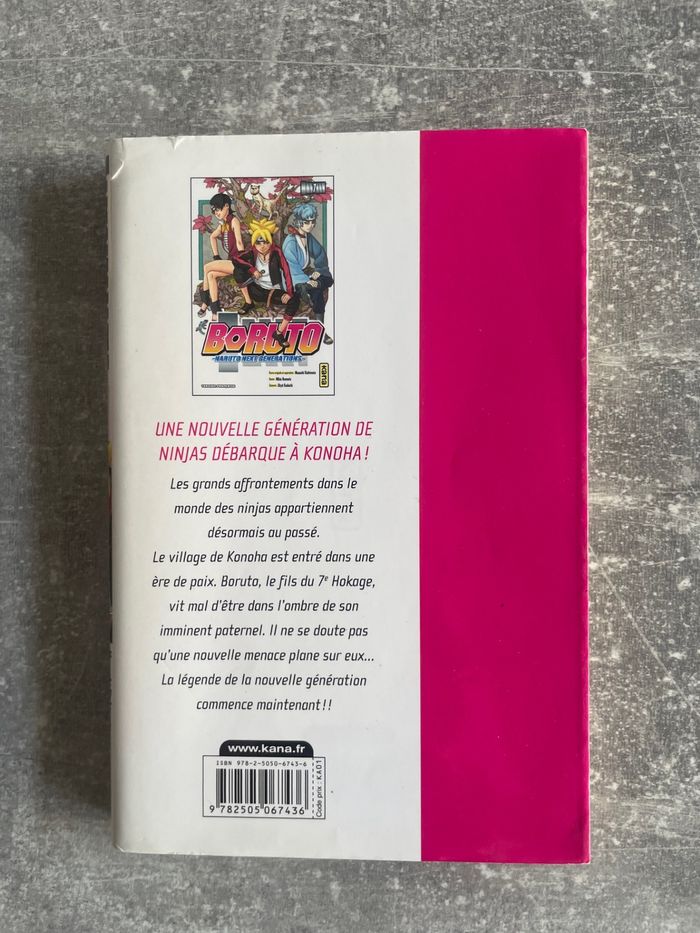 BORUTO
-NARUTO NEXT GENERATIONS-
kana
UNE NOUVELLE GÉNÉRATION DE
NINJAS DÉBARQUE À KONOHA !
Les grands affrontements dans le
monde des ninjas appartiennent
désormais au passé.
Le village de Konoha est entré dans une
ère de paix. Boruto, le fils du 7e Hokage,
vit mal d'être dans l'ombre de son
imminent paternel. Il ne se doute pas
qu'une nouvelle menace plane sur eux...
La légende de la nouvelle génération
commence maintenant !!
www.kana.fr
ISBN 978-2-5050-6743-6
9 782505 067436
Code prix : KA01